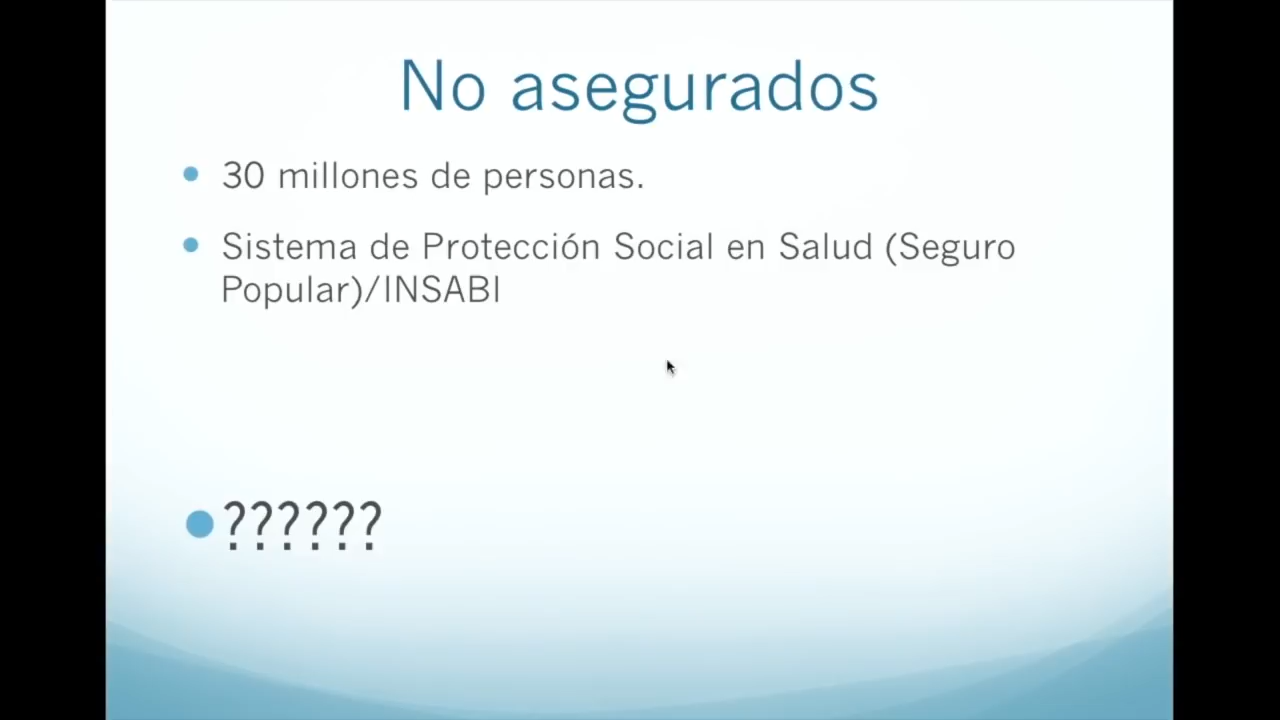 No asegurados
30 millones de personas.
Sistema de Protección Social en Salud (Seguro
Popular)/INSABI
??????